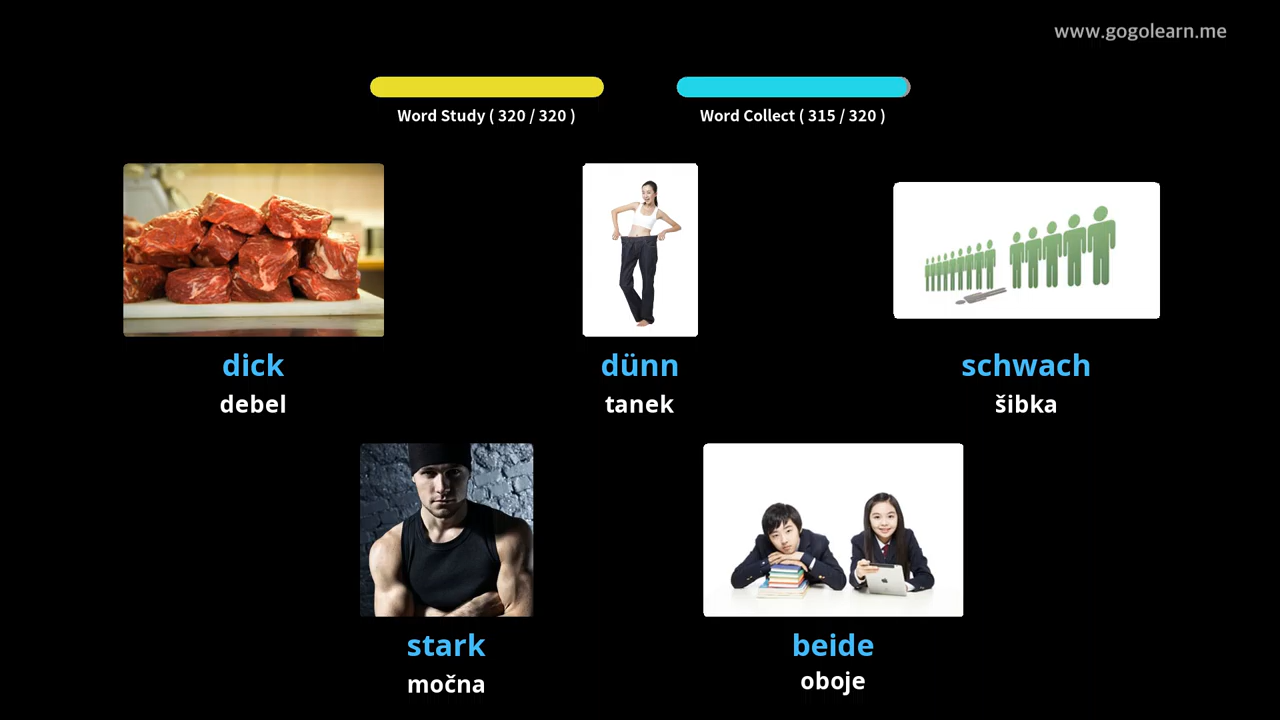 www.gogolearn.me
Word Study ( 320 / 320 )
Word Collect ( 315 / 320 )
dick
debel
dünn
tanek
schwach
šibka
stark
močna
beide
oboje